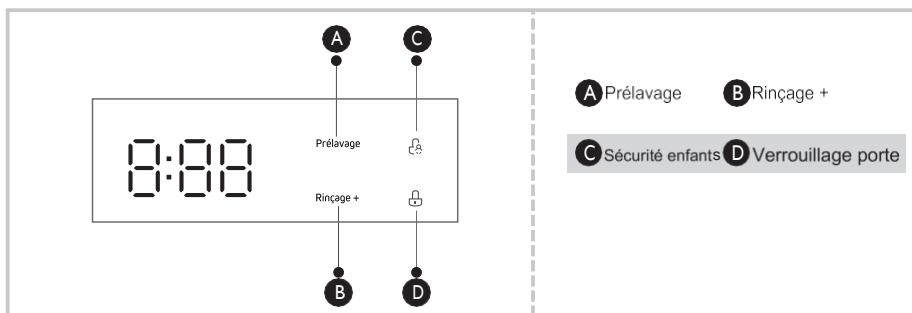 A C
Prélavage
8:88
Rinçage +
B D
A Prélavage B Rinçage +
C Sécurité enfants D Verrouillage porte